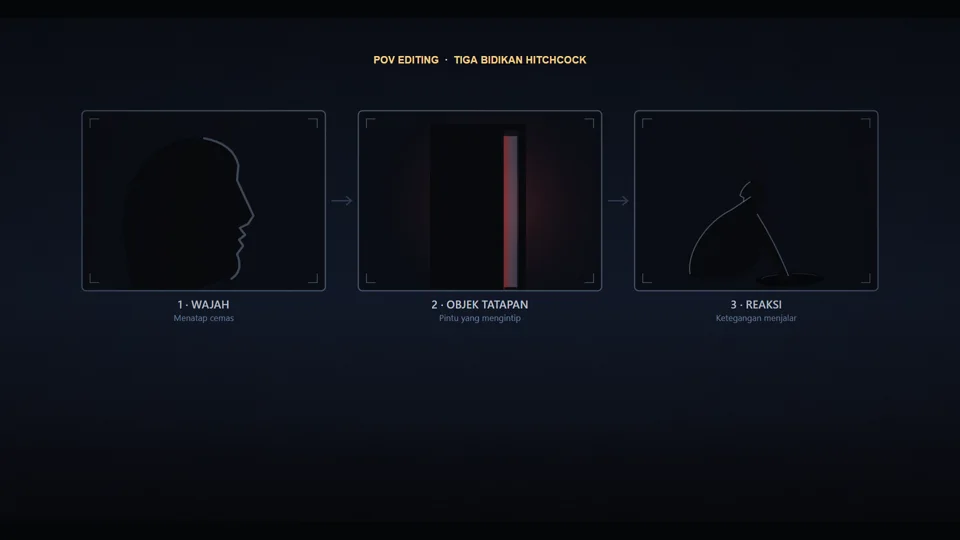 POV EDITING · TIGA BIDIKAN HITCHCOCK
1 · WAJAH
Menatap cemas
2 · OBJEK TATAPAN
Pintu yang mengintip
3 · REAKSI
Ketegangan menjalar